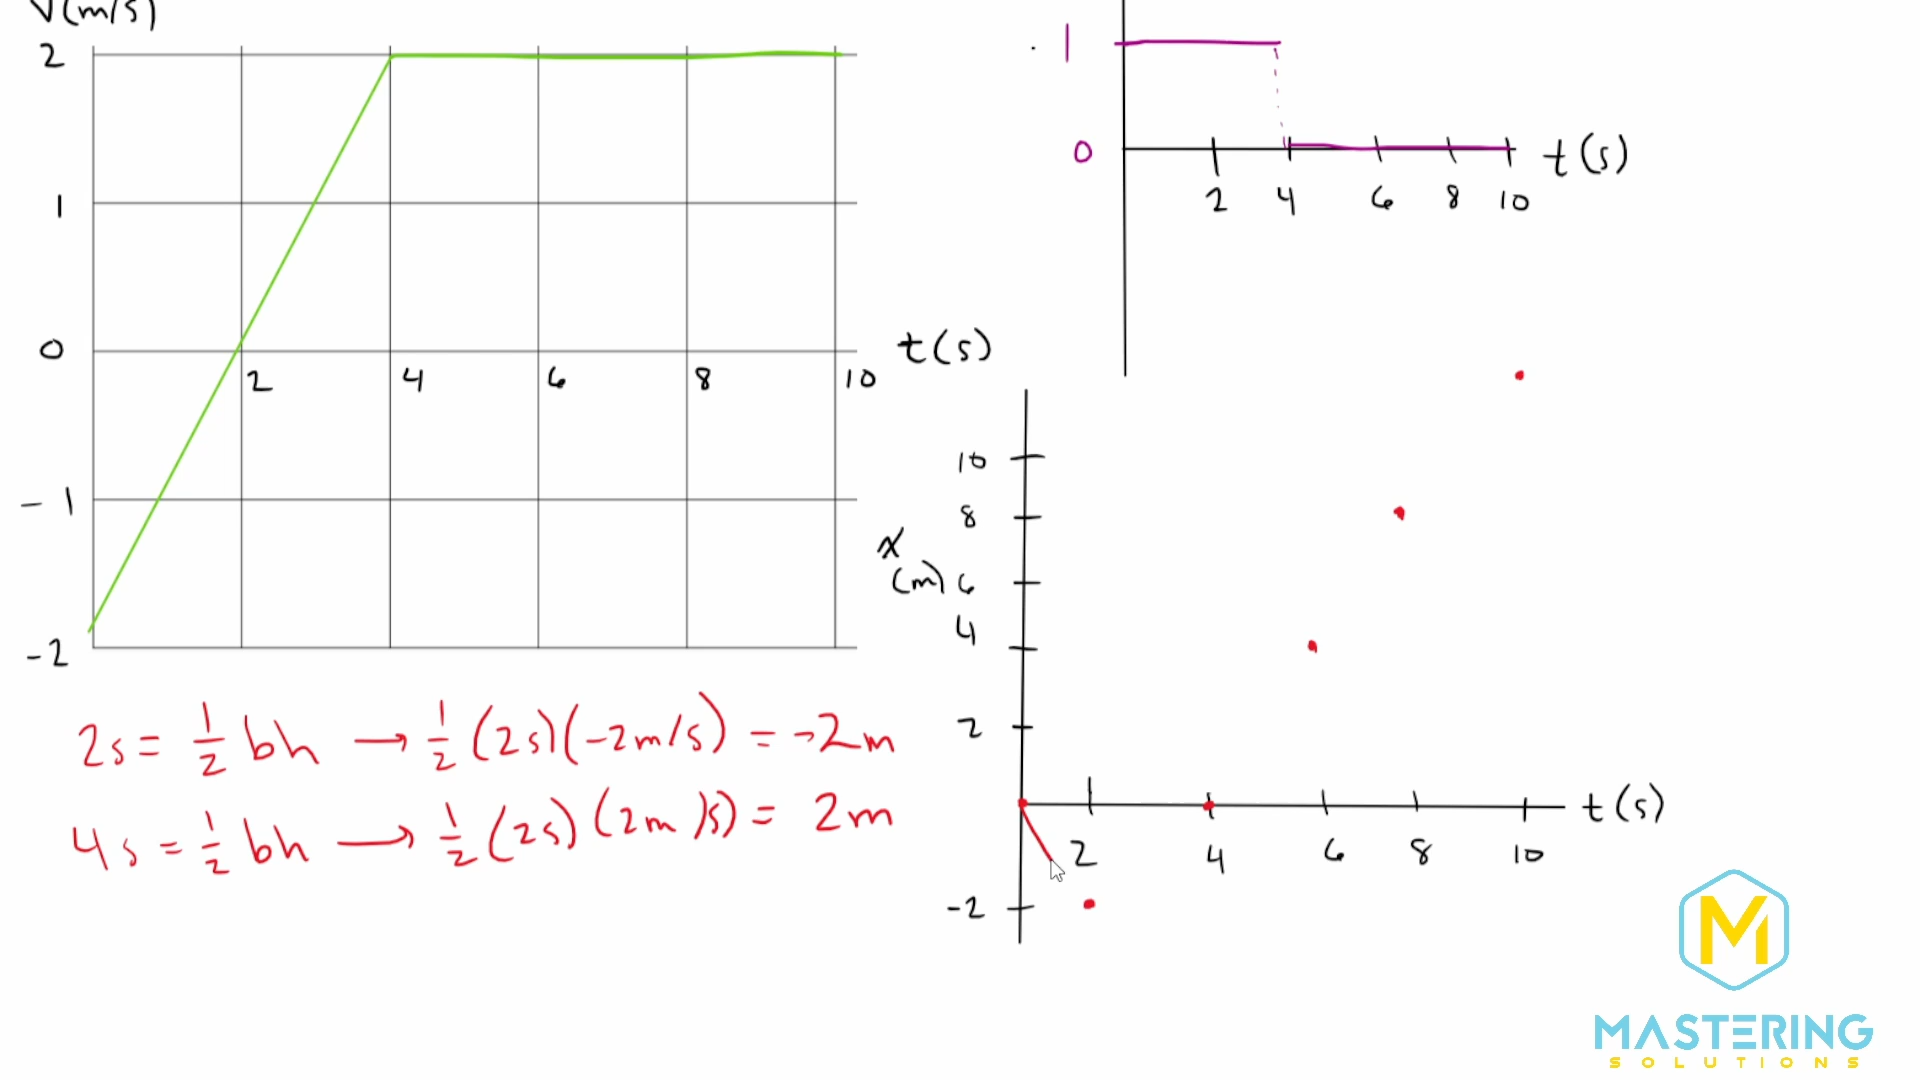 V(m/s)
2
1
0
-1
-2
2 4 6 8 10
t(s)
2s = 1/2 bh → 1/2 (2s)(-2m/s) = -2m
4s = 1/2 bh → 1/2 (2s)(2m/s) = 2m
1
0
2 4 6 8 10
t(s)
x
(m)
10
8
6
4
2
-2
2 4 6 8 10
t(s)
M
MASTERING
SOLUTIONS